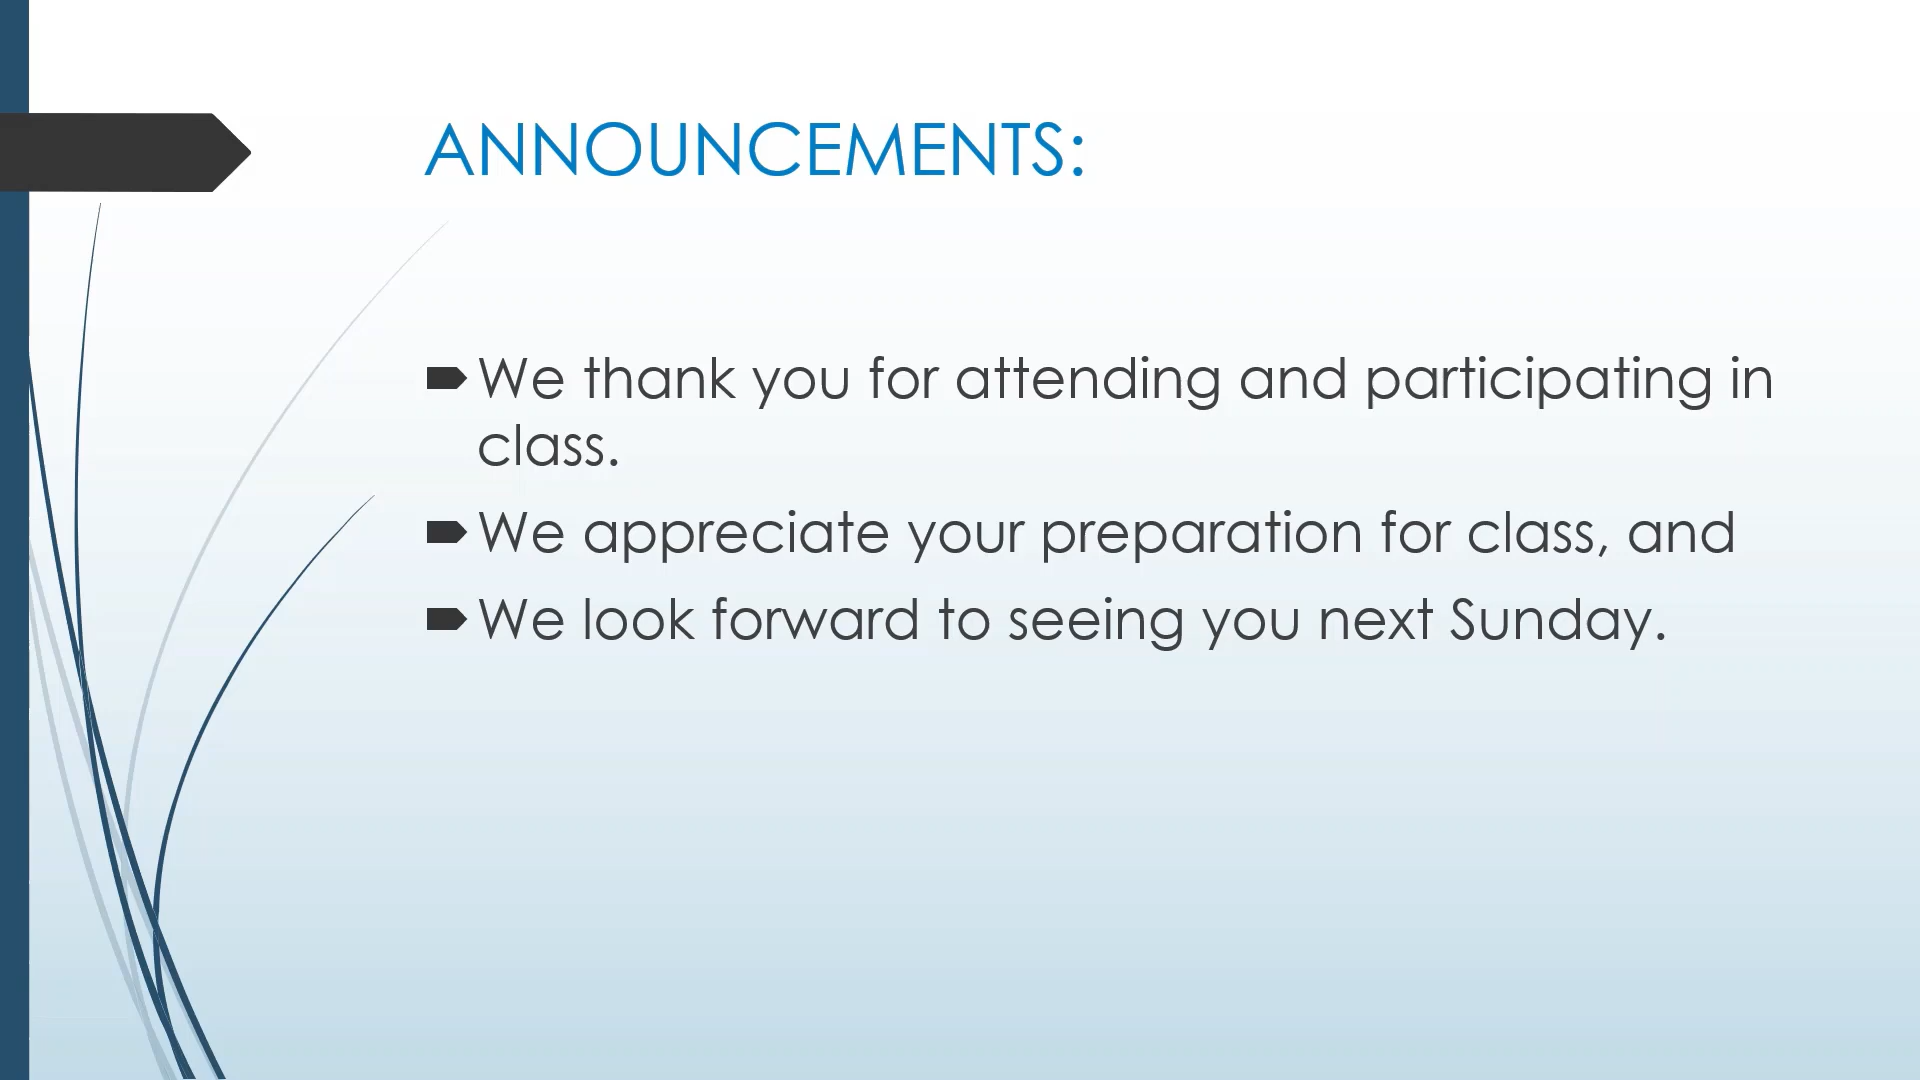 ANNOUNCEMENTS:
We thank you for attending and participating in
class.
We appreciate your preparation for class, and
We look forward to seeing you next Sunday.